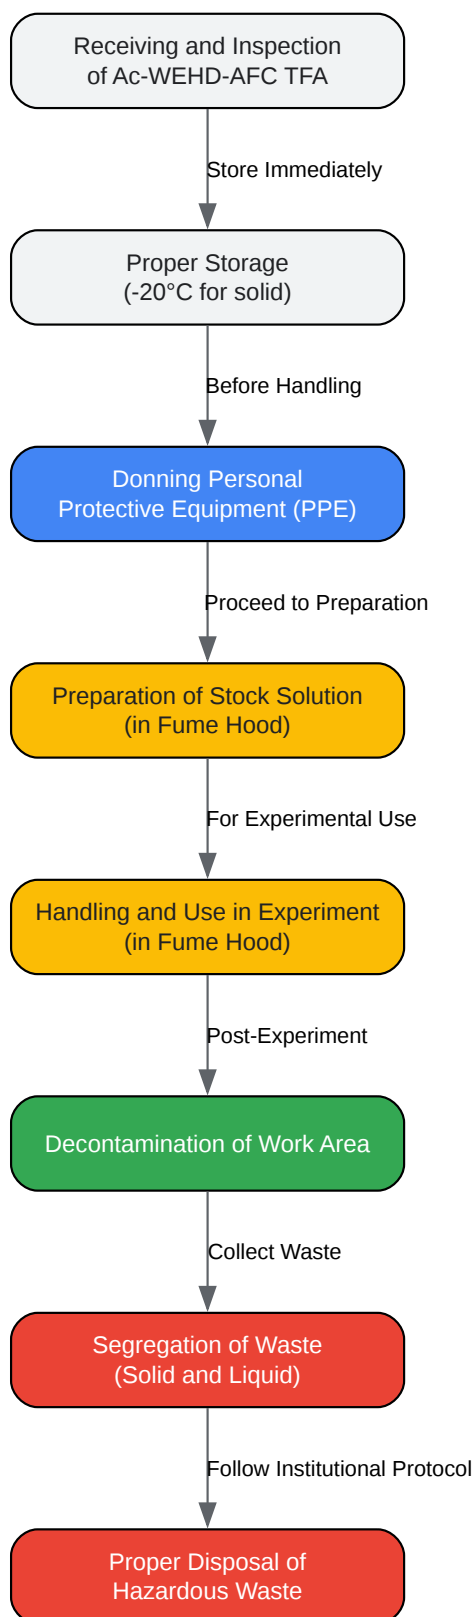 Receiving and Inspection
of Ac-WEHD-AFC TFA
Store Immediately
Proper Storage
(-20°C for solid)
Before Handling
Donning Personal
Protective Equipment (PPE)
Proceed to Preparation
Preparation of Stock Solution
(in Fume Hood)
For Experimental Use
Handling and Use in Experiment
(in Fume Hood)
Post-Experiment
Decontamination of Work Area
Collect Waste
Segregation of Waste
(Solid and Liquid)
Follow Institutional Protocol
Proper Disposal of
Hazardous Waste